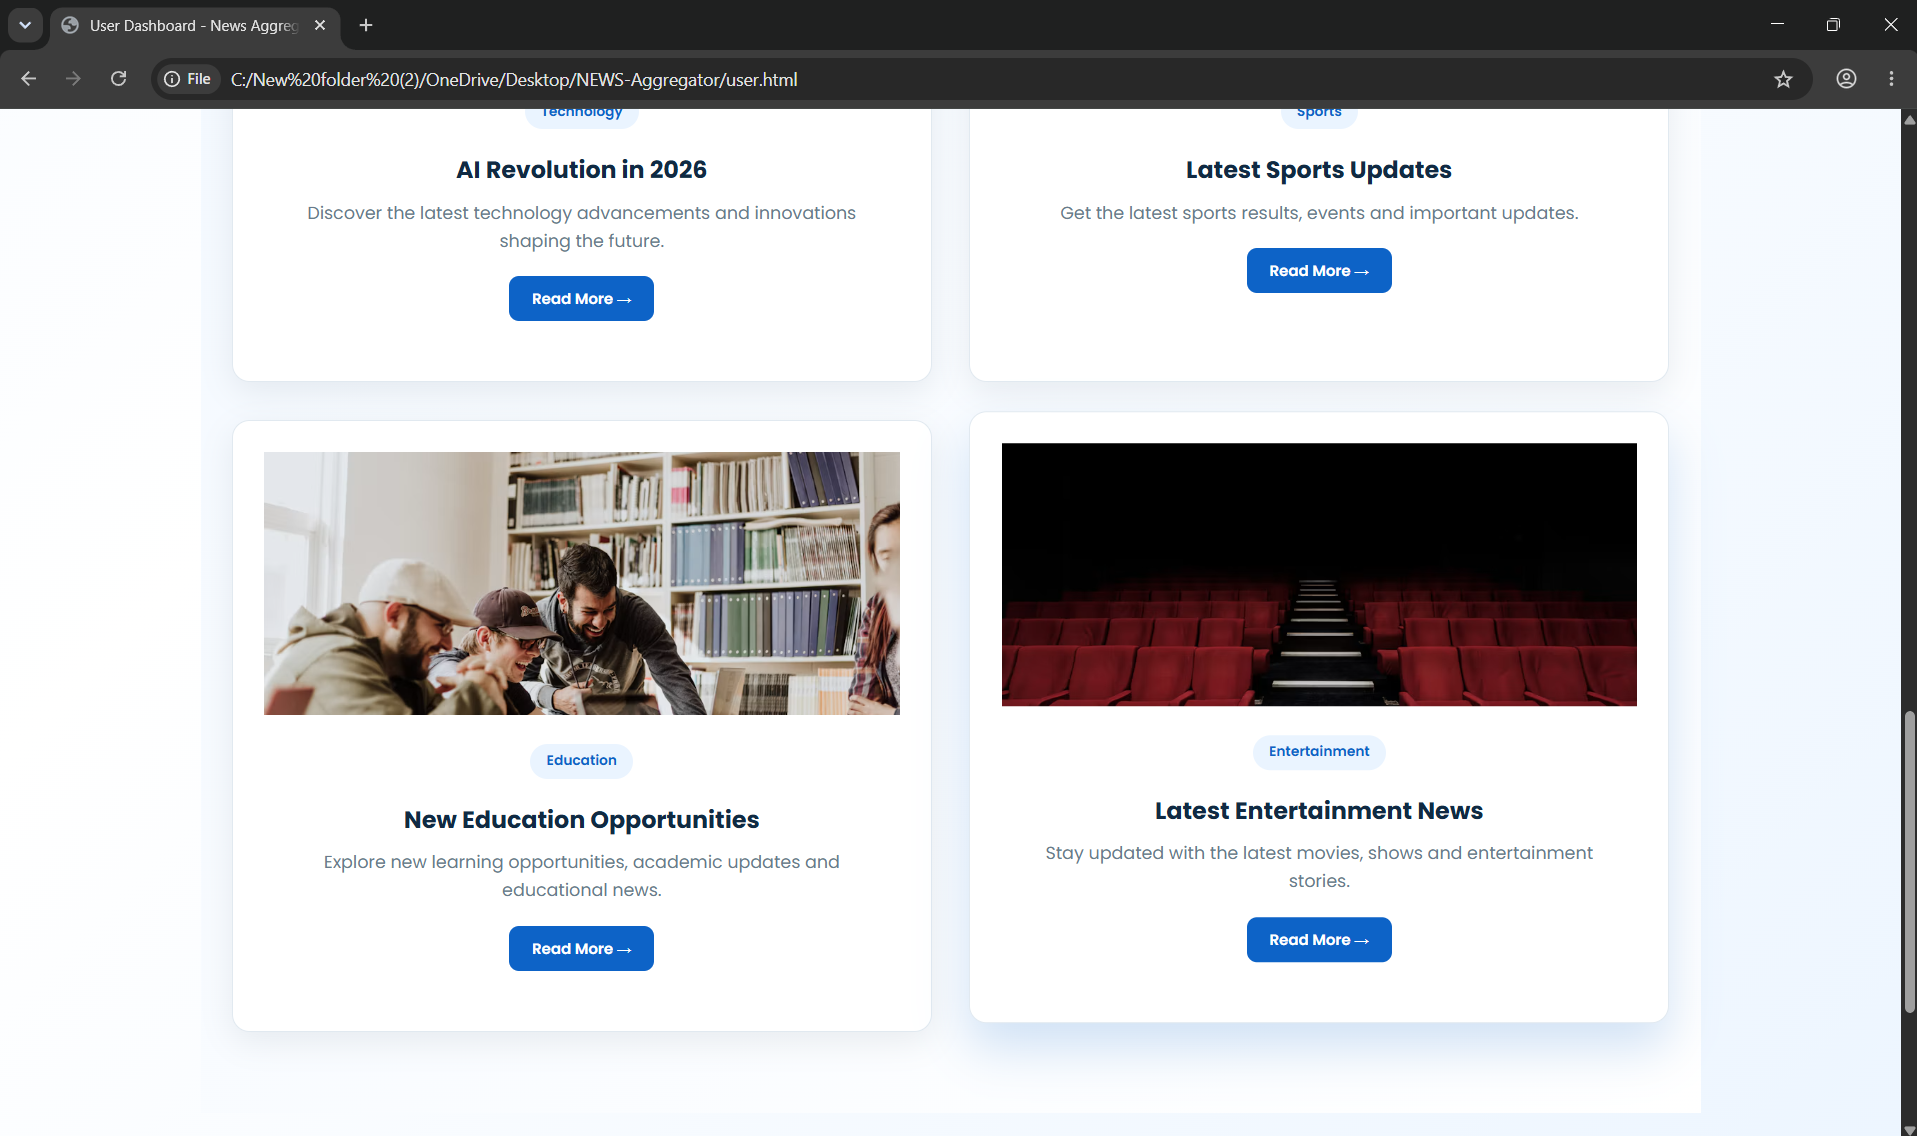 User Dashboard - News Aggreg
File
C:/New%20folder%20(2)/OneDrive/Desktop/NEWS-Aggregator/user.html
Technology
AI Revolution in 2026
Discover the latest technology advancements and innovations
shaping the future.
Read More →
Sports
Latest Sports Updates
Get the latest sports results, events and important updates.
Read More →
Education
New Education Opportunities
Explore new learning opportunities, academic updates and
educational news.
Read More →
Entertainment
Latest Entertainment News
Stay updated with the latest movies, shows and entertainment
stories.
Read More →